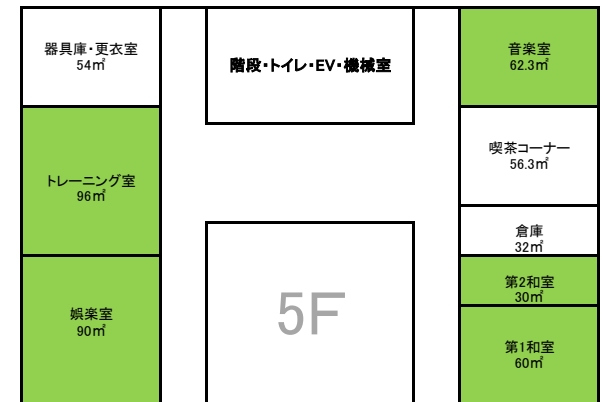 器具庫・更衣室
54㎡
階段・トイレ・EV・機械室
音楽室
62.3㎡
喫茶コーナー
56.3㎡
トレーニング室
96㎡
倉庫
32㎡
第2和室
30㎡
娯楽室
90㎡
5F
第1和室
60㎡